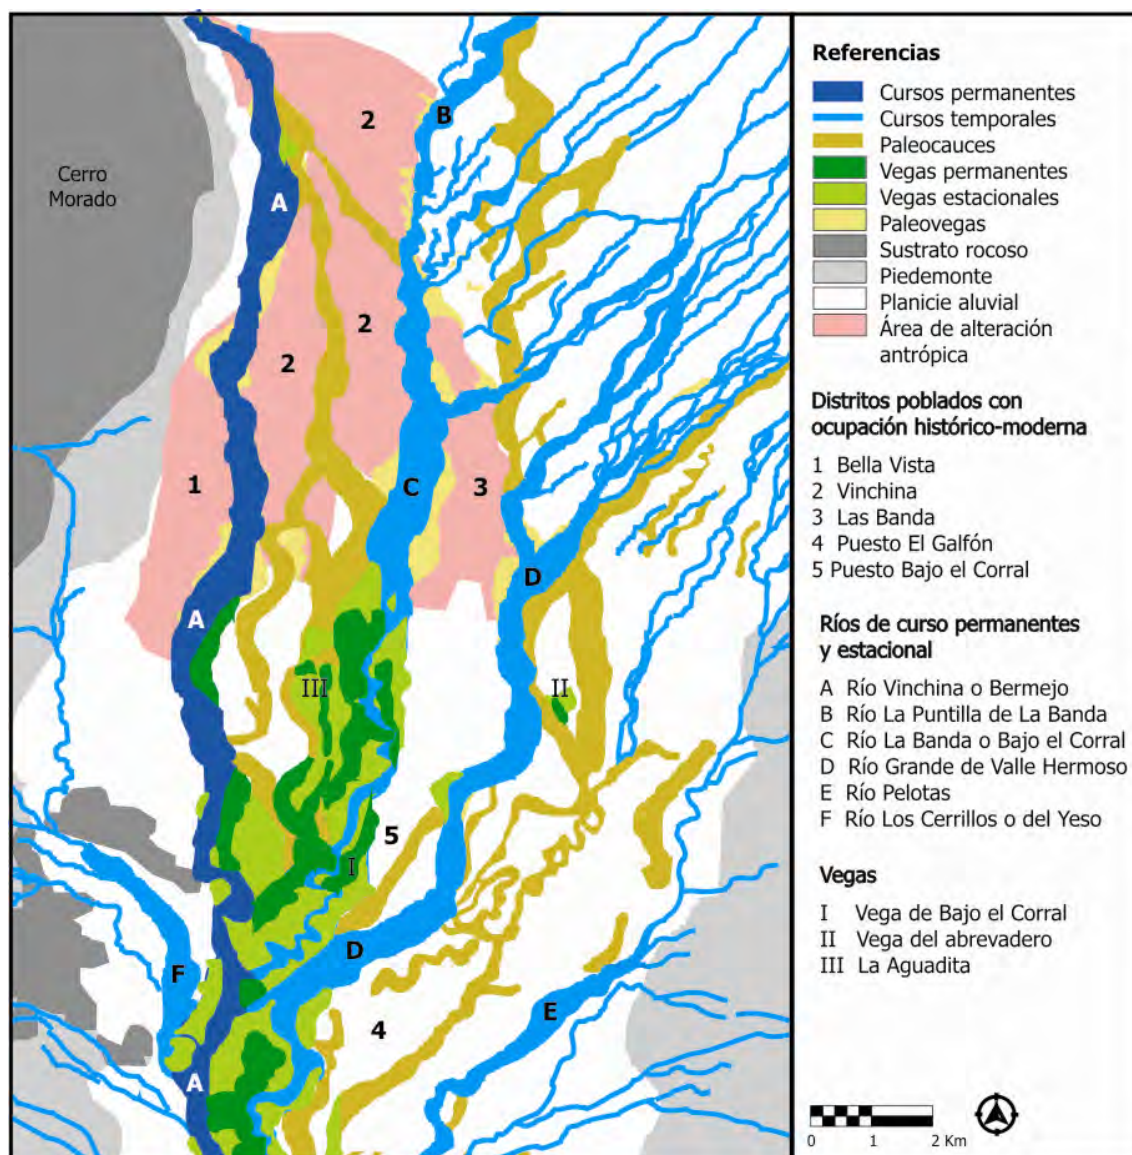 Cerro
Morado
2
B
A
2
2
1
C
3
D
A
III
II
5
I
D
F
E
4
A
Referencias
Cursos permanentes
Cursos temporales
Paleocauces
Vegas permanentes
Vegas estacionales
Paleovegas
Sustrato rocoso
Piedemonte
Planicie aluvial
Área de alteración
antrópica
Distritos poblados con
ocupación histórico-moderna
1 Bella Vista
2 Vinchina
3 Las Banda
4 Puesto El Galfón
5 Puesto Bajo el Corral
Ríos de curso permanentes
y estacional
A Río Vinchina o Bermejo
B Río La Puntilla de La Banda
C Río La Banda o Bajo el Corral
D Río Grande de Valle Hermoso
E Río Pelotas
F Río Los Cerrillos o del Yeso
Vegas
I Vega de Bajo el Corral
II Vega del abrevadero
III La Aguadita
0 1 2 Km